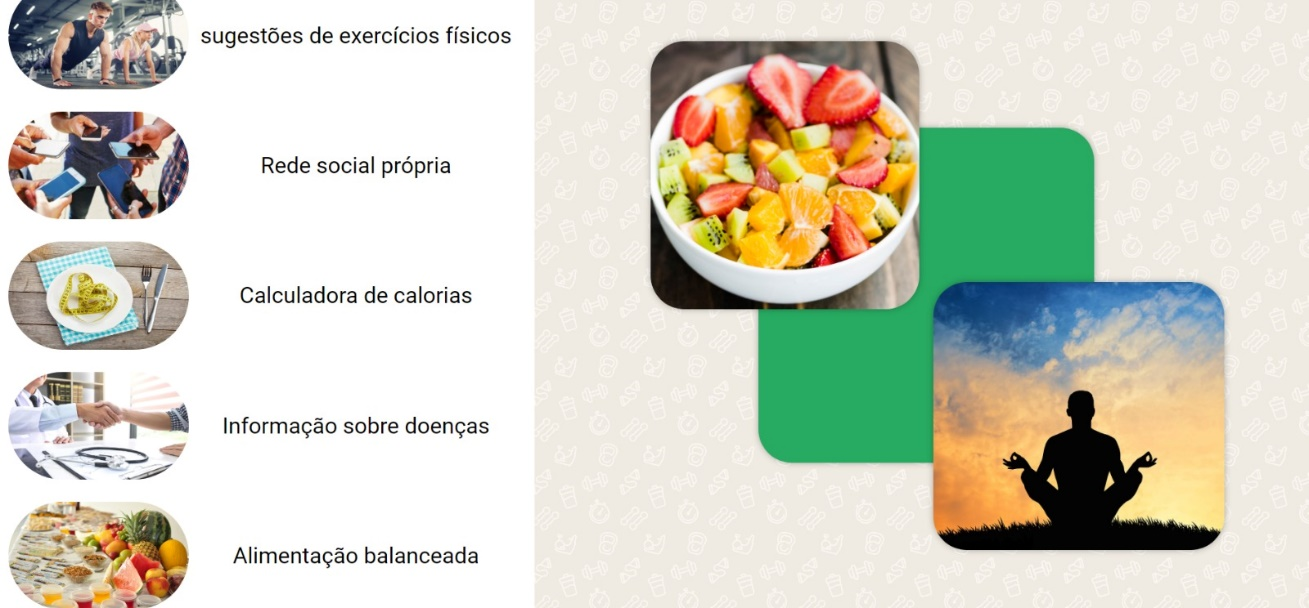 sugestões de exercícios físicos
Rede social própria
Calculadora de calorias
Informação sobre doenças
Alimentação balanceada